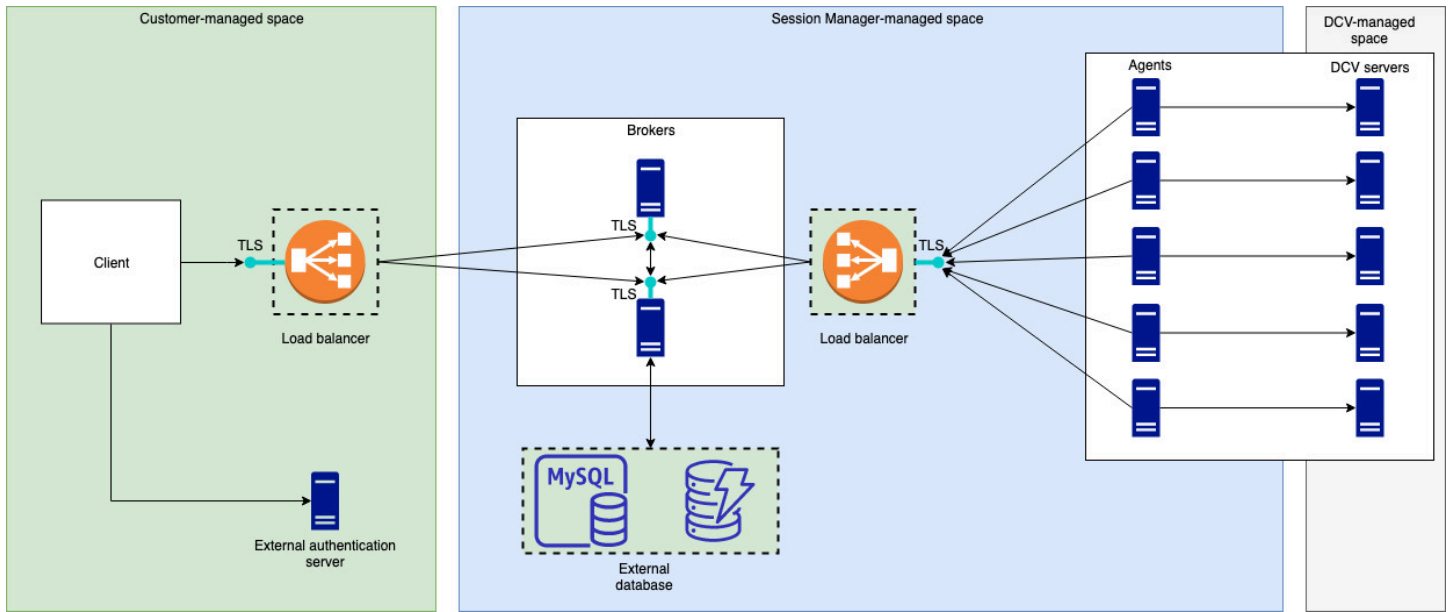 Customer-managed space
Session Manager-managed space
DCV-managed
space
Agents
DCV servers
Brokers
TLS
TLS
TLS
Client
TLS
Load balancer
Load balancer
MySQL
External authentication
server
External
database